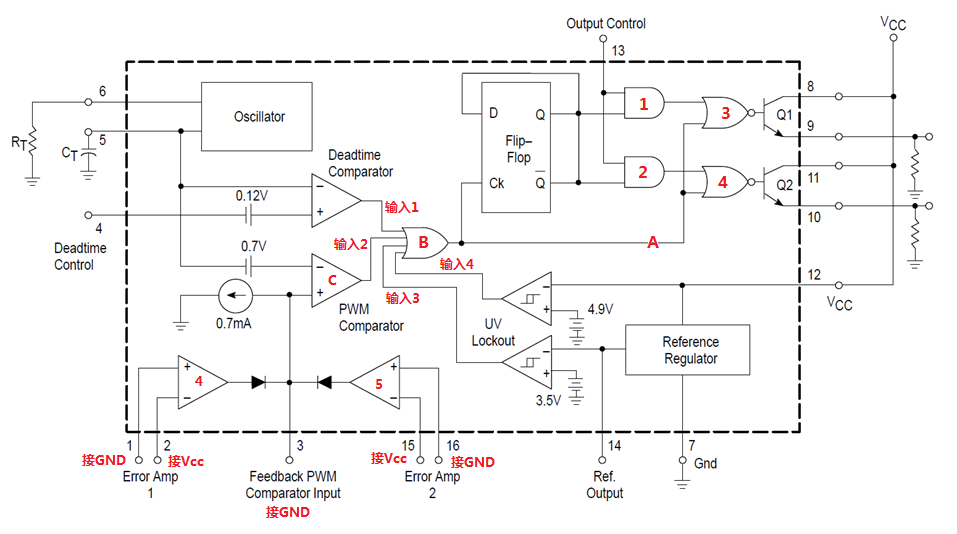 Output Control
13
VCC
6
Oscillator
RT
5
CT
D
Q
Flip–
Flop
Ck
Q
1
2
3
4
8
Q1
9
11
Q2
10
Deadtime
Comparator
0.12V
4
Deadtime
Control
输入1
输入2
B
A
输入4
输入3
0.7V
C
PWM
Comparator
0.7mA
12
VCC
4.9V
UV
Lockout
3.5V
Reference
Regulator
4
5
1
2
3
15
16
14
7
接GND
接Vcc
接Vcc
接GND
Error Amp
1
Feedback PWM
Comparator Input
接GND
Error Amp
2
Ref.
Output
Gnd